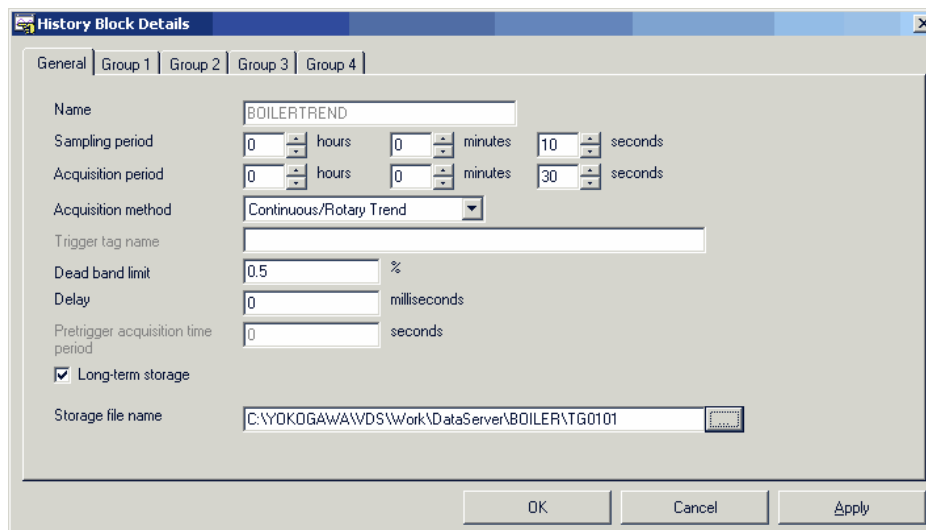 History Block Details
General Group 1 Group 2 Group 3 Group 4
Name BOILERTREND
Sampling period 0 hours 0 minutes 10 seconds
Acquisition period 0 hours 0 minutes 30 seconds
Acquisition method Continuous/Rotary Trend
Trigger tag name
Dead band limit 0.5 %
Delay 0 milliseconds
Pretrigger acquisition time 0 seconds
period
Long-term storage
Storage file name C:\YOKOGAWA\VDS\Work\DataServer\BOILER\TG0101 ...
OK Cancel Apply